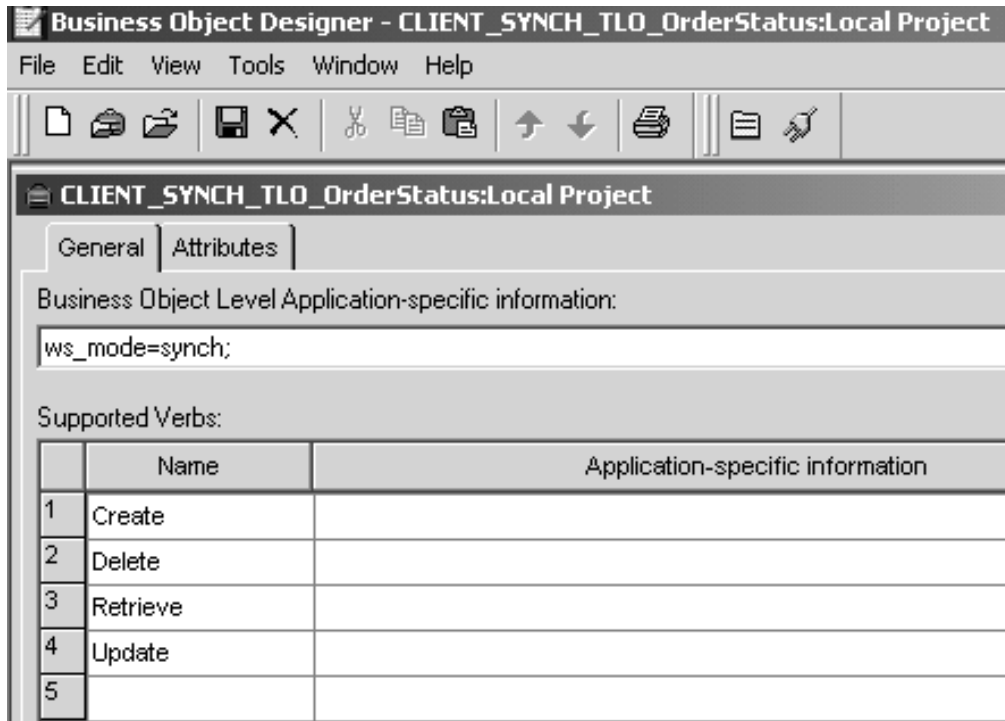 Business Object Designer - CLIENT_SYNCH_TLO_OrderStatus:Local Project
File Edit View Tools Window Help
CLIENT_SYNCH_TLO_OrderStatus:Local Project
General Attributes
Business Object Level Application-specific information:
ws_mode=synch;
Supported Verbs:
Name Application-specific information
1 Create
2 Delete
3 Retrieve
4 Update
5